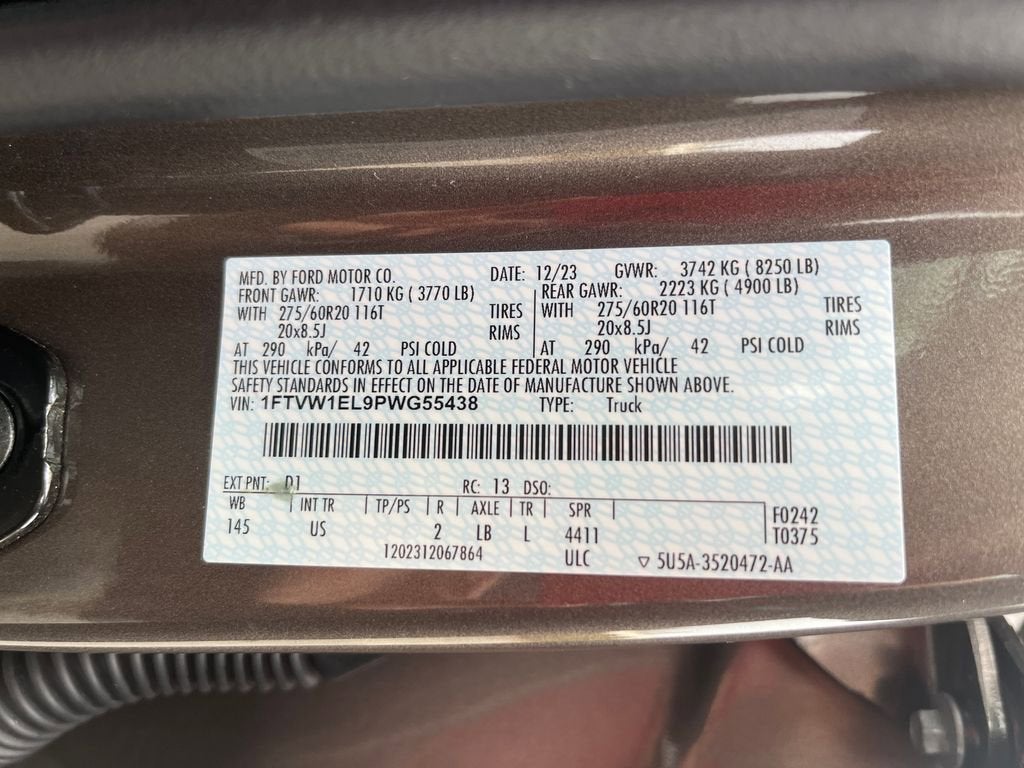 MFD. BY FORD MOTOR CO. DATE: 12/23 GVWR: 3742 KG ( 8250 LB)
FRONT GAWR: 1710 KG ( 3770 LB) REAR GAWR: 2223 KG ( 4900 LB)
WITH 275/60R20 116T TIRES WITH 275/60R20 116T TIRES
20x8.5J RIMS 20x8.5J RIMS
AT 290 kPa/ 42 PSI COLD AT 290 kPa/ 42 PSI COLD
THIS VEHICLE CONFORMS TO ALL APPLICABLE FEDERAL MOTOR VEHICLE
SAFETY STANDARDS IN EFFECT ON THE DATE OF MANUFACTURE SHOWN ABOVE.
VIN: 1FTVW1EL9PWG55438 TYPE: Truck
EXT PNT: D1 RC: 13 DSO:
WB INT TR TP/PS R AXLE TR SPR F0242
145 US 2 LB L 4411 T0375
1202312067864 ULC ▽ 5U5A-3520472-AA